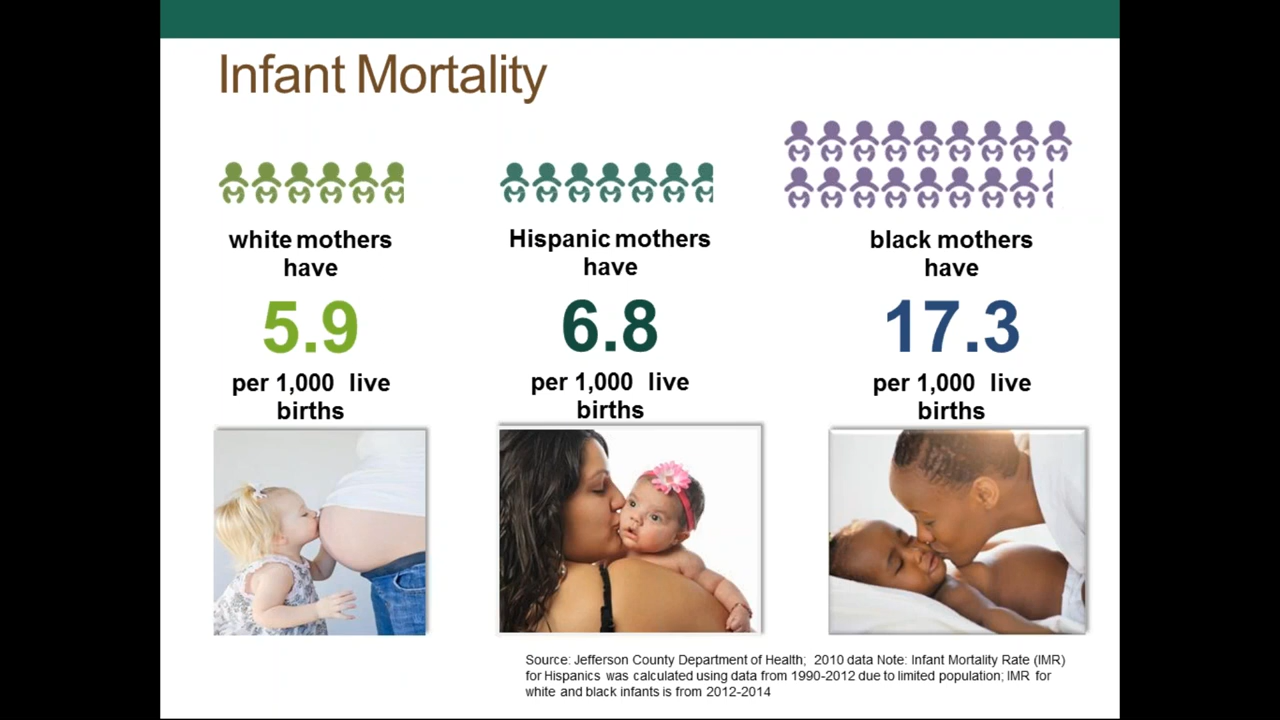 Infant Mortality
white mothers
have
5.9
per 1,000 live
births
Hispanic mothers
have
6.8
per 1,000 live
births
black mothers
have
17.3
per 1,000 live
births
Source: Jefferson County Department of Health; 2010 data Note: Infant Mortality Rate (IMR)
for Hispanics was calculated using data from 1990-2012 due to limited population; IMR for
white and black infants is from 2012-2014